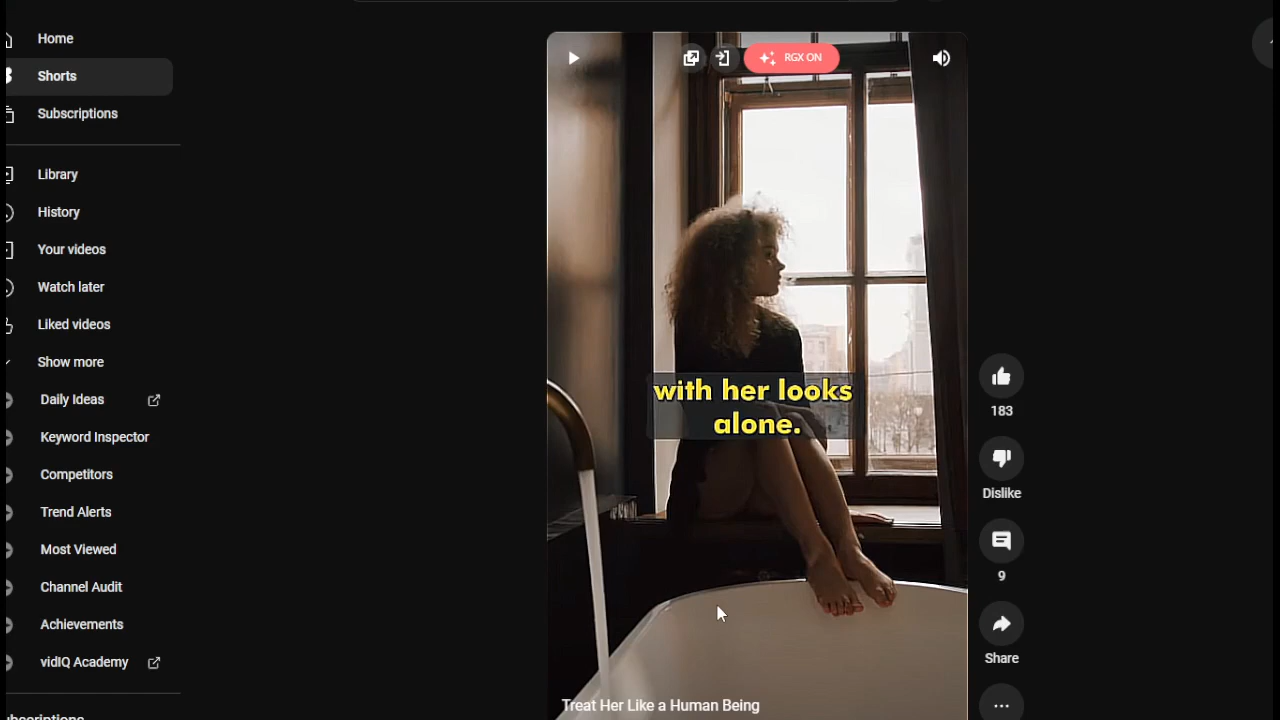 Home
Shorts
Subscriptions
Library
History
Your videos
Watch later
Liked videos
Show more
Daily Ideas
Keyword Inspector
Competitors
Trend Alerts
Most Viewed
Channel Audit
Achievements
vidIQ Academy
RGX ON
with her looks
alone.
Treat Her Like a Human Being
183
Dislike
9
Share